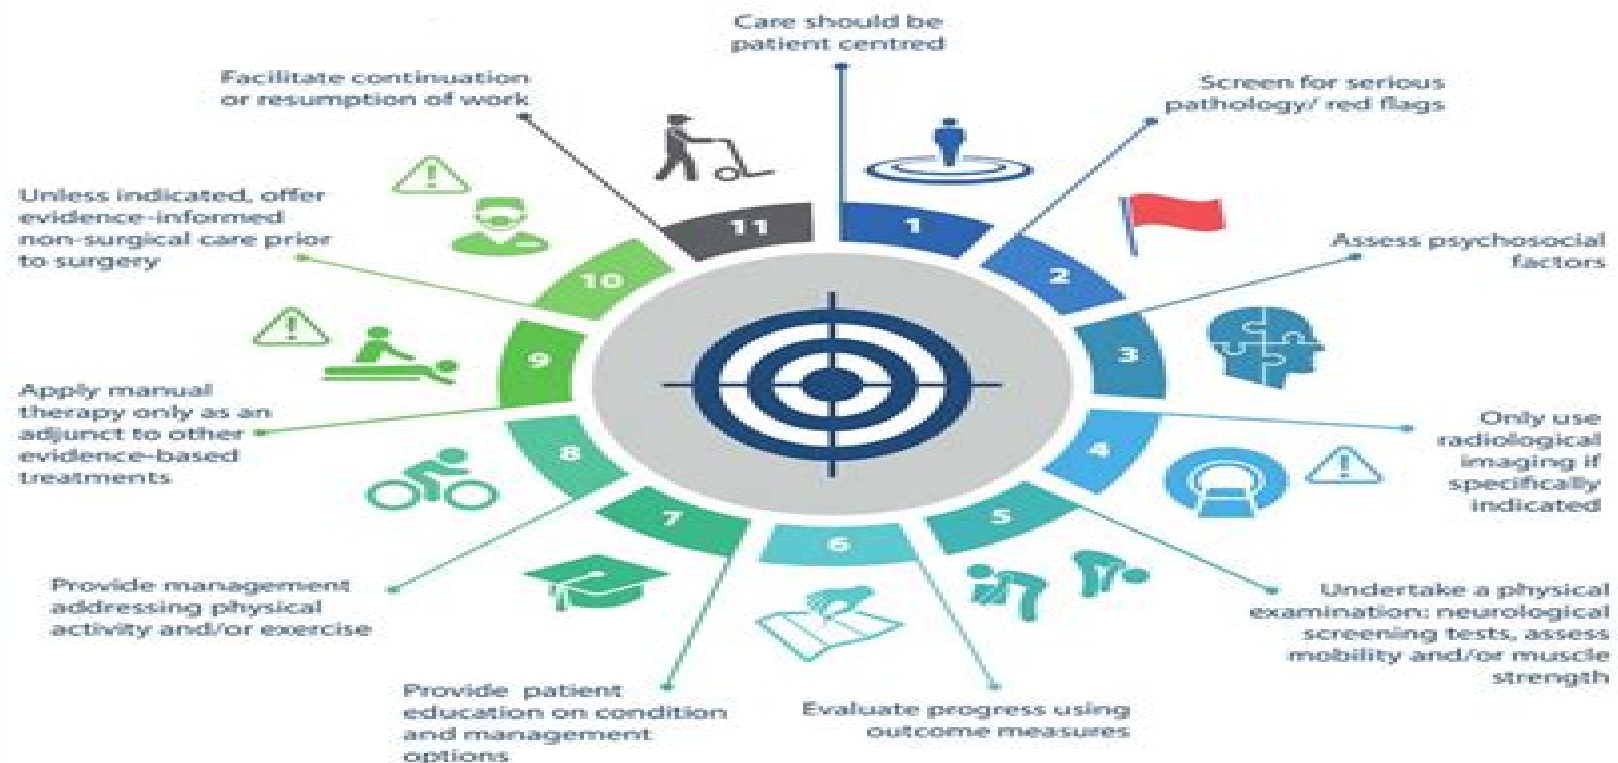 Care should be
patient centred
Screen for serious
pathology/ red flags
Assess psychosocial
factors
Only use
radiological
imaging if
specifically
indicated
Undertake a physical
examination: neurological
screening tests, assess
mobility and/or muscle
strength
Evaluate progress using
outcome measures
Provide patient
education on condition
and management
options
Provide management
addressing physical
activity and/or exercise
Apply manual
therapy only as an
adjunct to other
evidence-based
treatments
Unless indicated, offer
evidence-informed
non-surgical care prior
to surgery
Facilitate continuation
or resumption of work
1
2
3
4
5
6
7
8
9
10
11